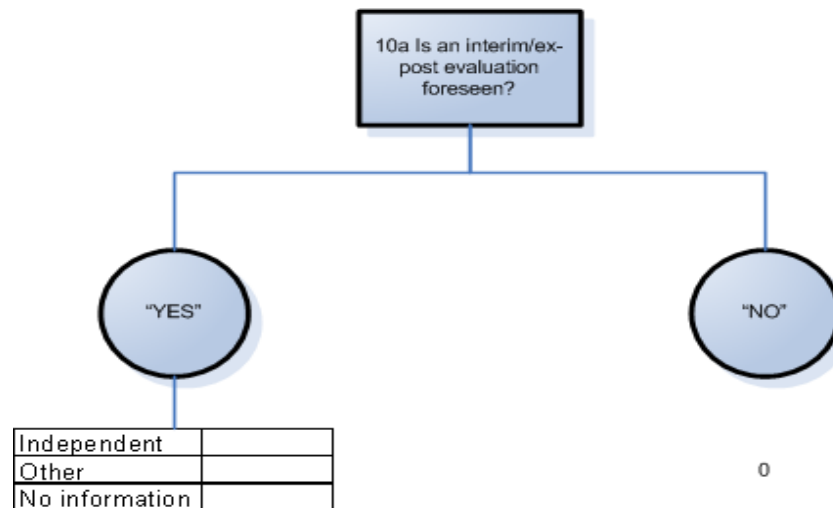 10a Is an interim/ex-
post evaluation
foreseen?
“YES”
“NO”
Independent
Other
0
No information